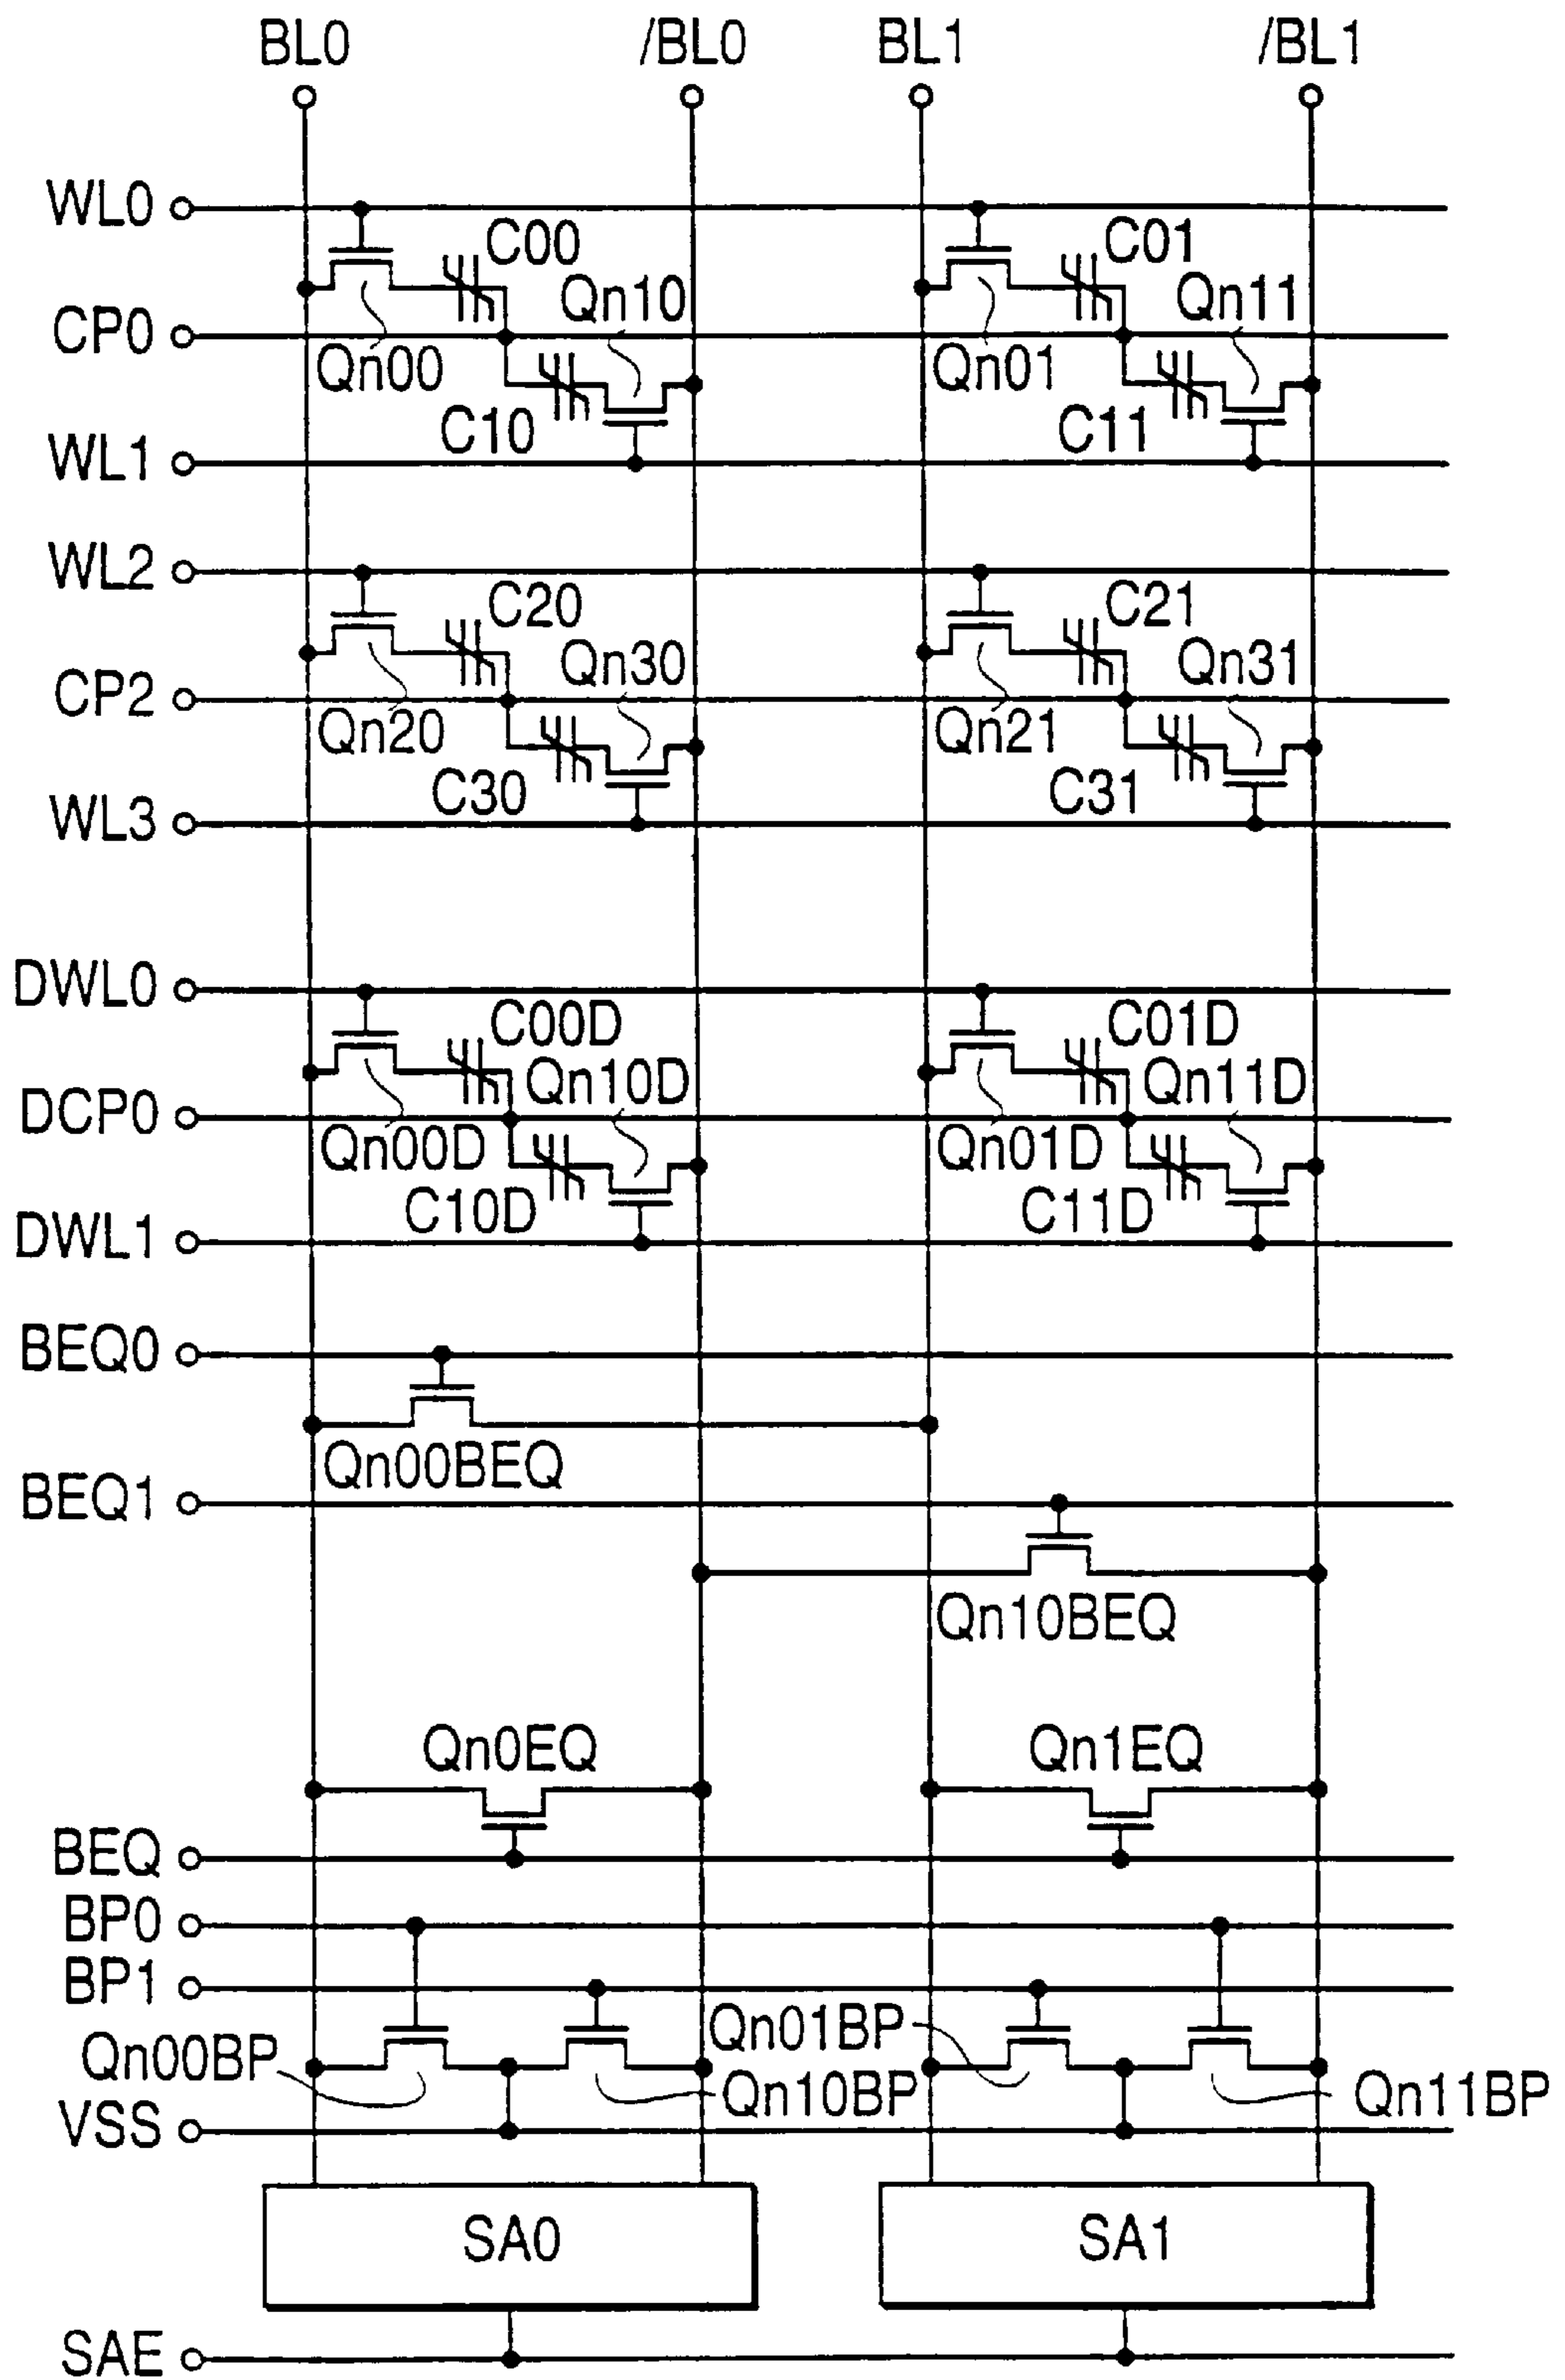 BL0 /BL0 BL1 /BL1
WL0
C00 C01
Qn10 Qn11
CP0
Qn00 Qn01
C10 C11
WL1
WL2
C20 C21
Qn30 Qn31
CP2
Qn20 Qn21
C30 C31
WL3
DWL0
C00D C01D
Qn10D Qn11D
DCP0
Qn00D Qn01D
C10D C11D
DWL1
BEQ0
Qn00BEQ
BEQ1
Qn10BEQ
Qn0EQ Qn1EQ
BEQ
BP0
BP1
Qn01BP
Qn00BP
Qn10BP Qn11BP
VSS
SA0 SA1
SAE